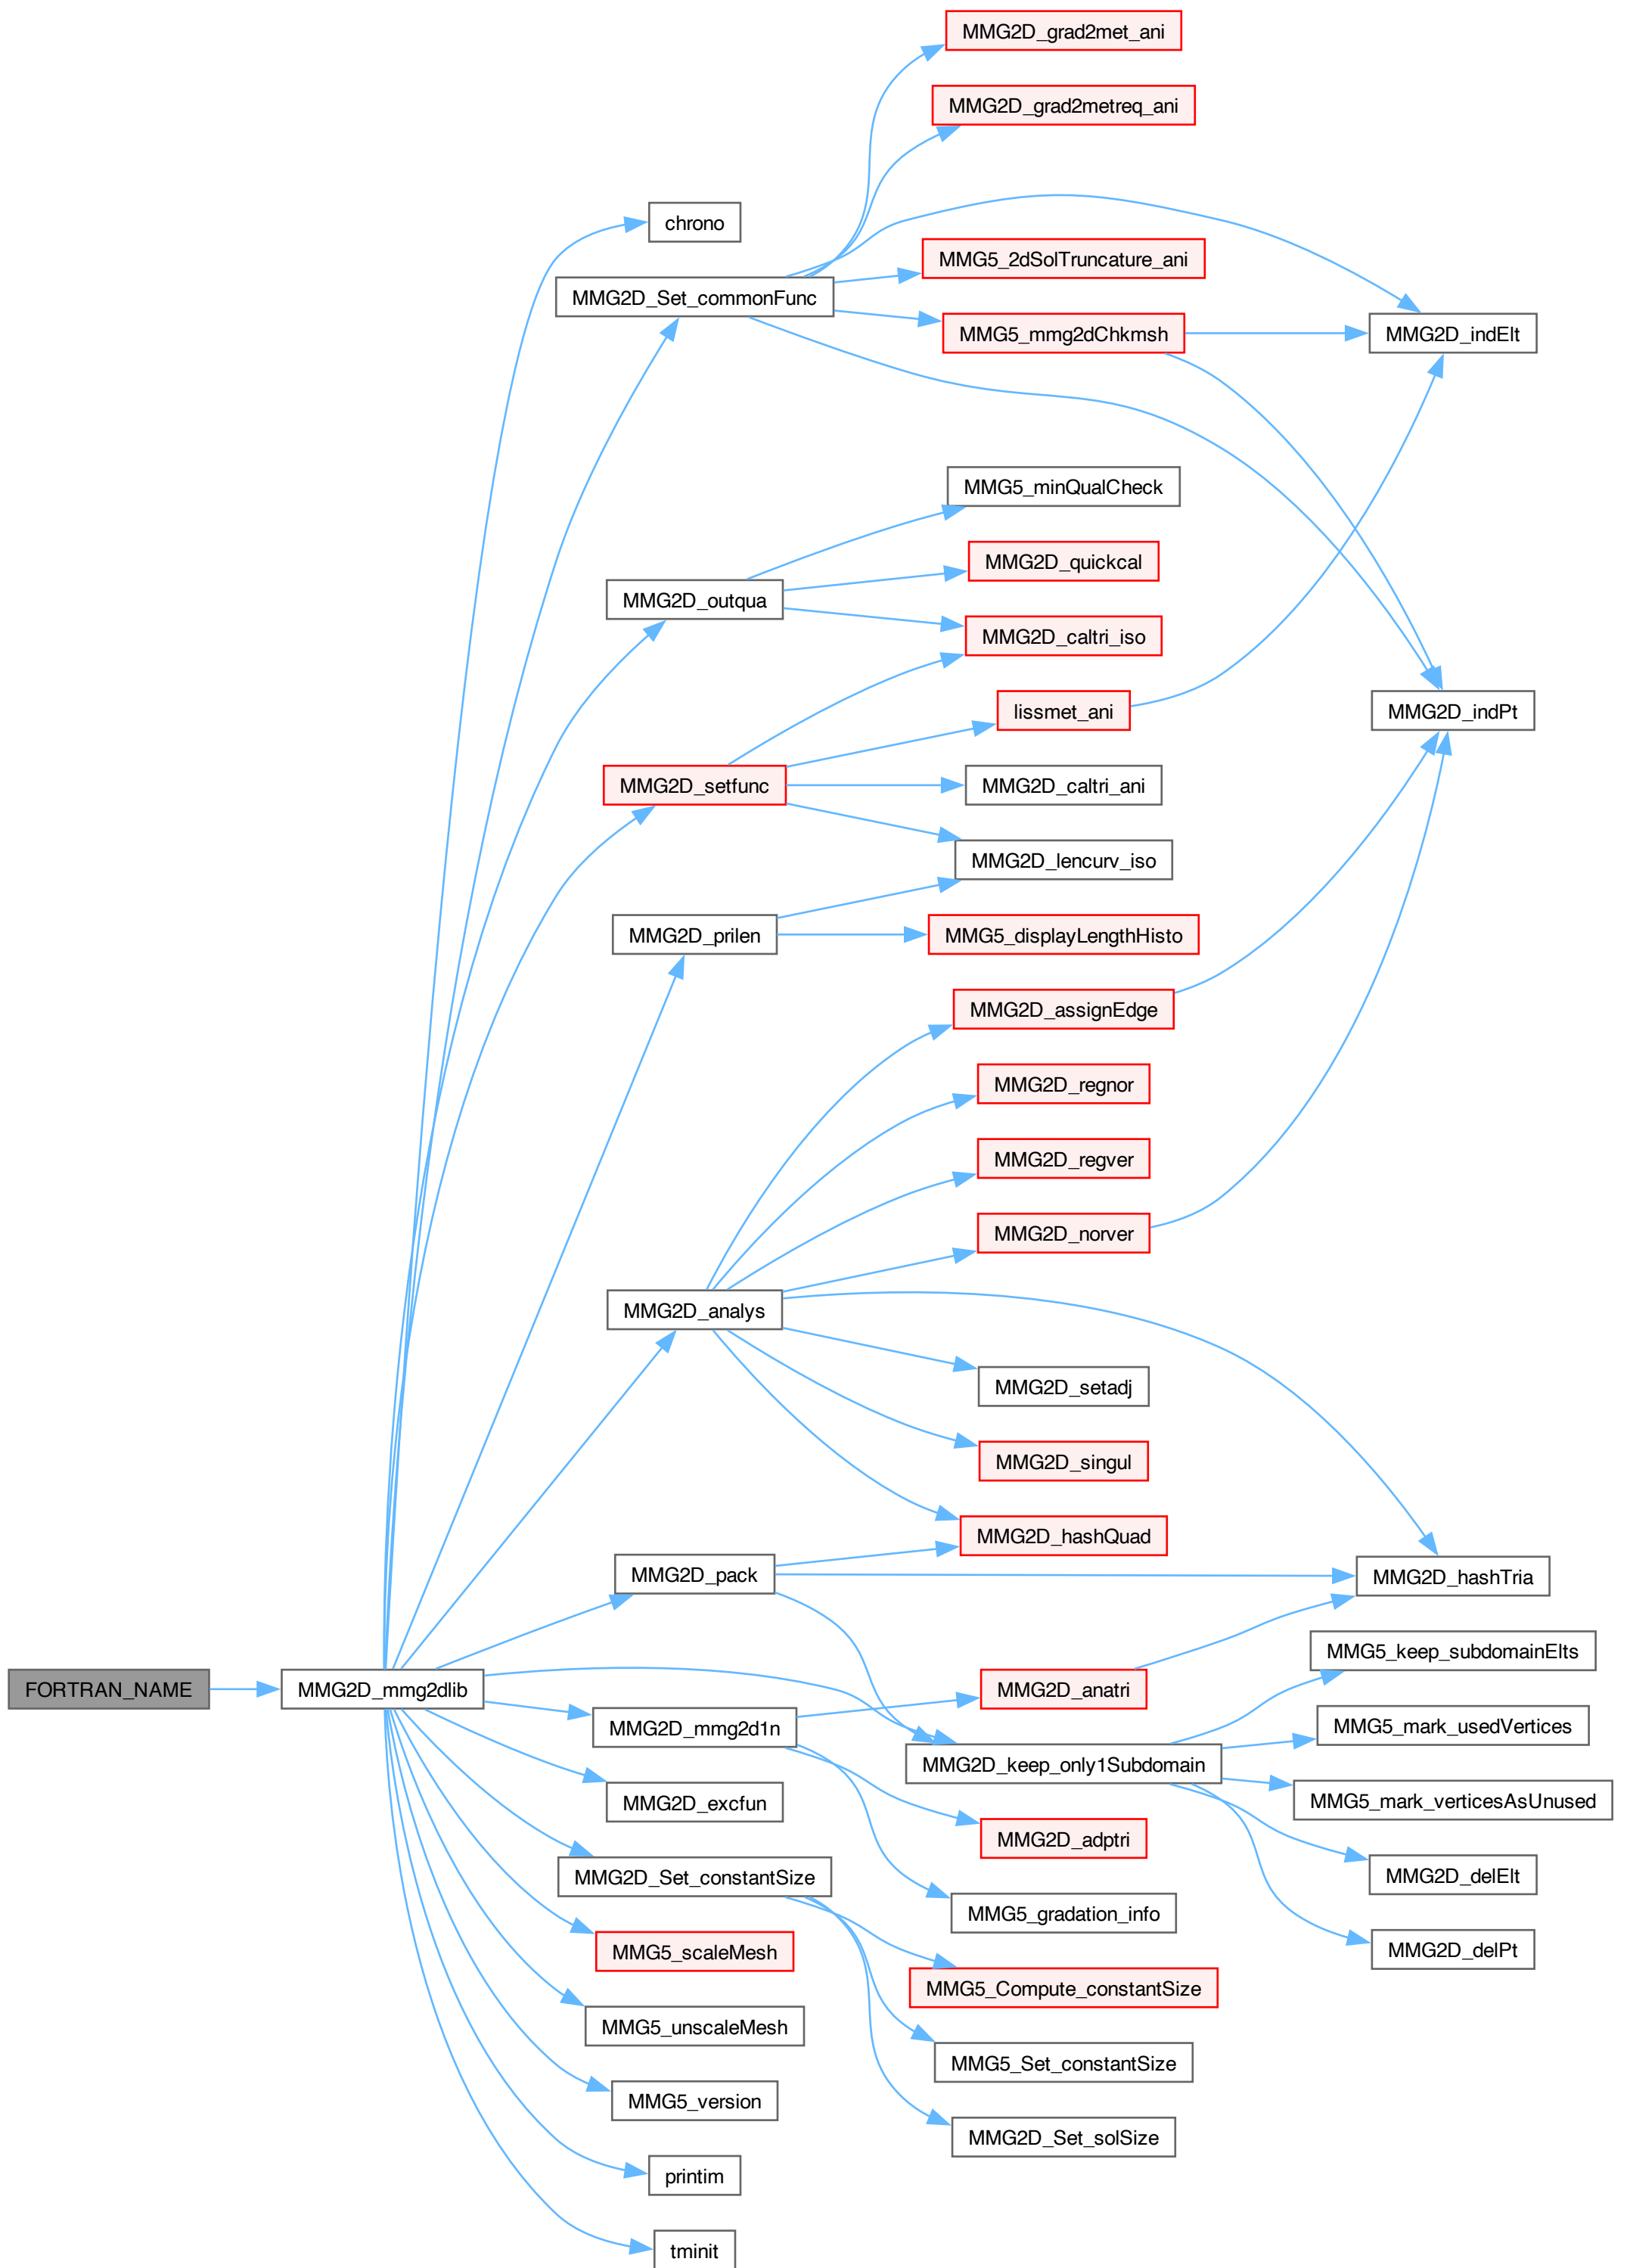 MMG2D_grad2met_ani
MMG2D_grad2metreq_ani
chrono
MMG5_2dSolTruncature_ani
MMG2D_Set_commonFunc
MMG5_mmg2dChkmsh
MMG2D_indElt
MMG5_minQualCheck
MMG2D_quickcal
MMG2D_outqua
MMG2D_caltri_iso
lissmet_ani
MMG2D_indPt
MMG2D_setfunc
MMG2D_caltri_ani
MMG2D_lencurv_iso
MMG2D_prilen
MMG5_displayLengthHisto
MMG2D_assignEdge
MMG2D_regnor
MMG2D_regver
MMG2D_norver
MMG2D_analys
MMG2D_setadj
MMG2D_singul
MMG2D_hashQuad
MMG2D_pack
MMG2D_hashTria
MMG5_keep_subdomainElts
FORTRAN_NAME
MMG2D_mmg2dlib
MMG2D_anatri
MMG5_mark_usedVertices
MMG2D_mmg2d1n
MMG2D_keep_only1Subdomain
MMG2D_excfun
MMG5_mark_verticesAsUnused
MMG2D_adptri
MMG2D_delElt
MMG2D_Set_constantSize
MMG5_gradation_info
MMG5_scaleMesh
MMG2D_delPt
MMG5_Compute_constantSize
MMG5_unscaleMesh
MMG5_Set_constantSize
MMG5_version
MMG2D_Set_solSize
printim
tminit